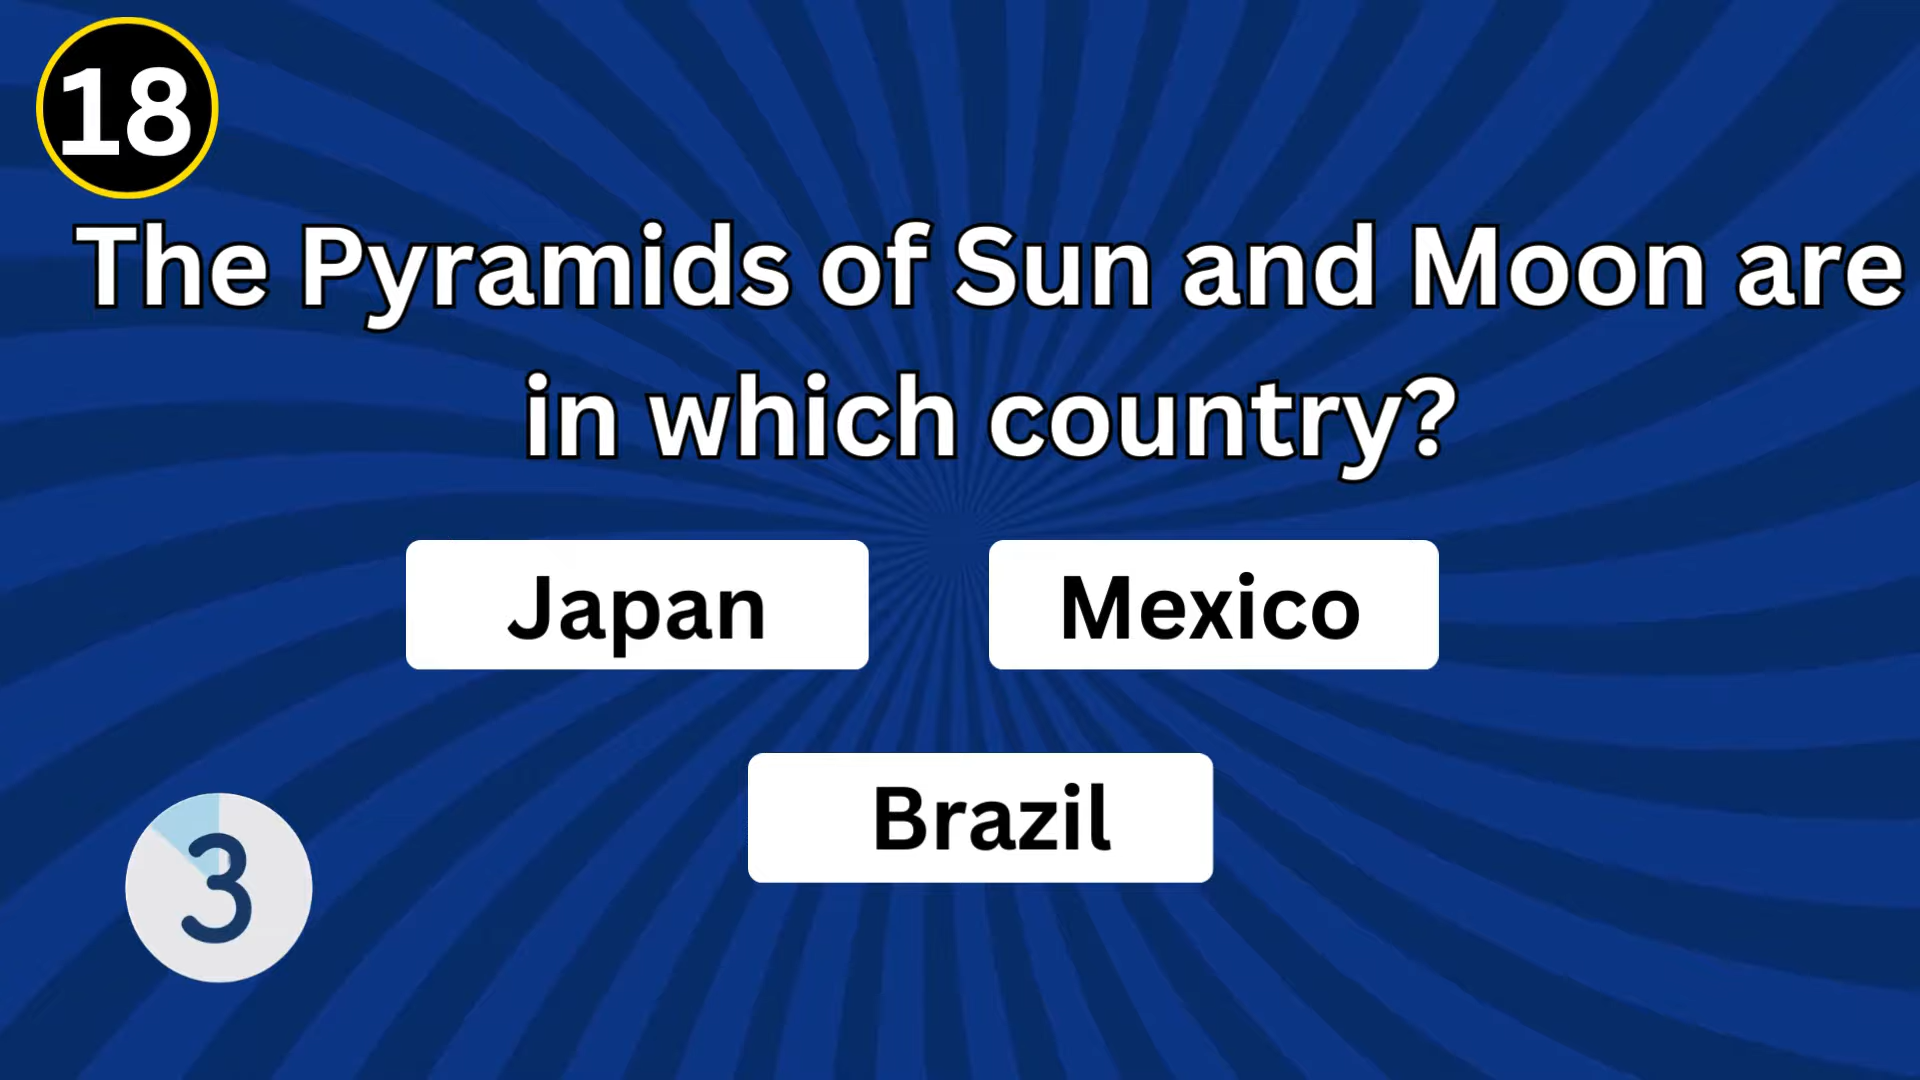 18
The Pyramids of Sun and Moon are
in which country?
Japan
Mexico
Brazil
3